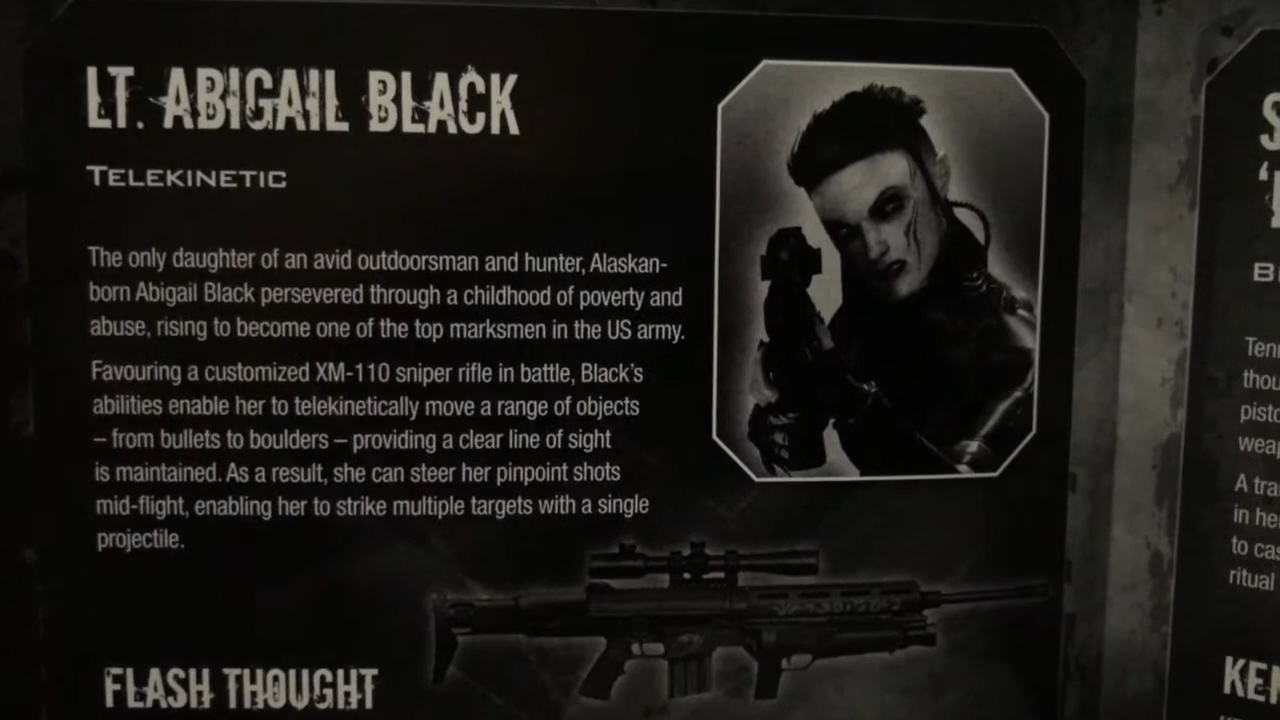 LT. ABIGAIL BLACK
TELEKINETIC
The only daughter of an avid outdoorsman and hunter, Alaskan-
born Abigail Black persevered through a childhood of poverty and
abuse, rising to become one of the top marksmen in the US army.
Favouring a customized XM-110 sniper rifle in battle, Black's
abilities enable her to telekinetically move a range of objects
– from bullets to boulders – providing a clear line of sight
is maintained. As a result, she can steer her pinpoint shots
mid-flight, enabling her to strike multiple targets with a single
projectile.
FLASH THOUGHT
A
in
to
ritual